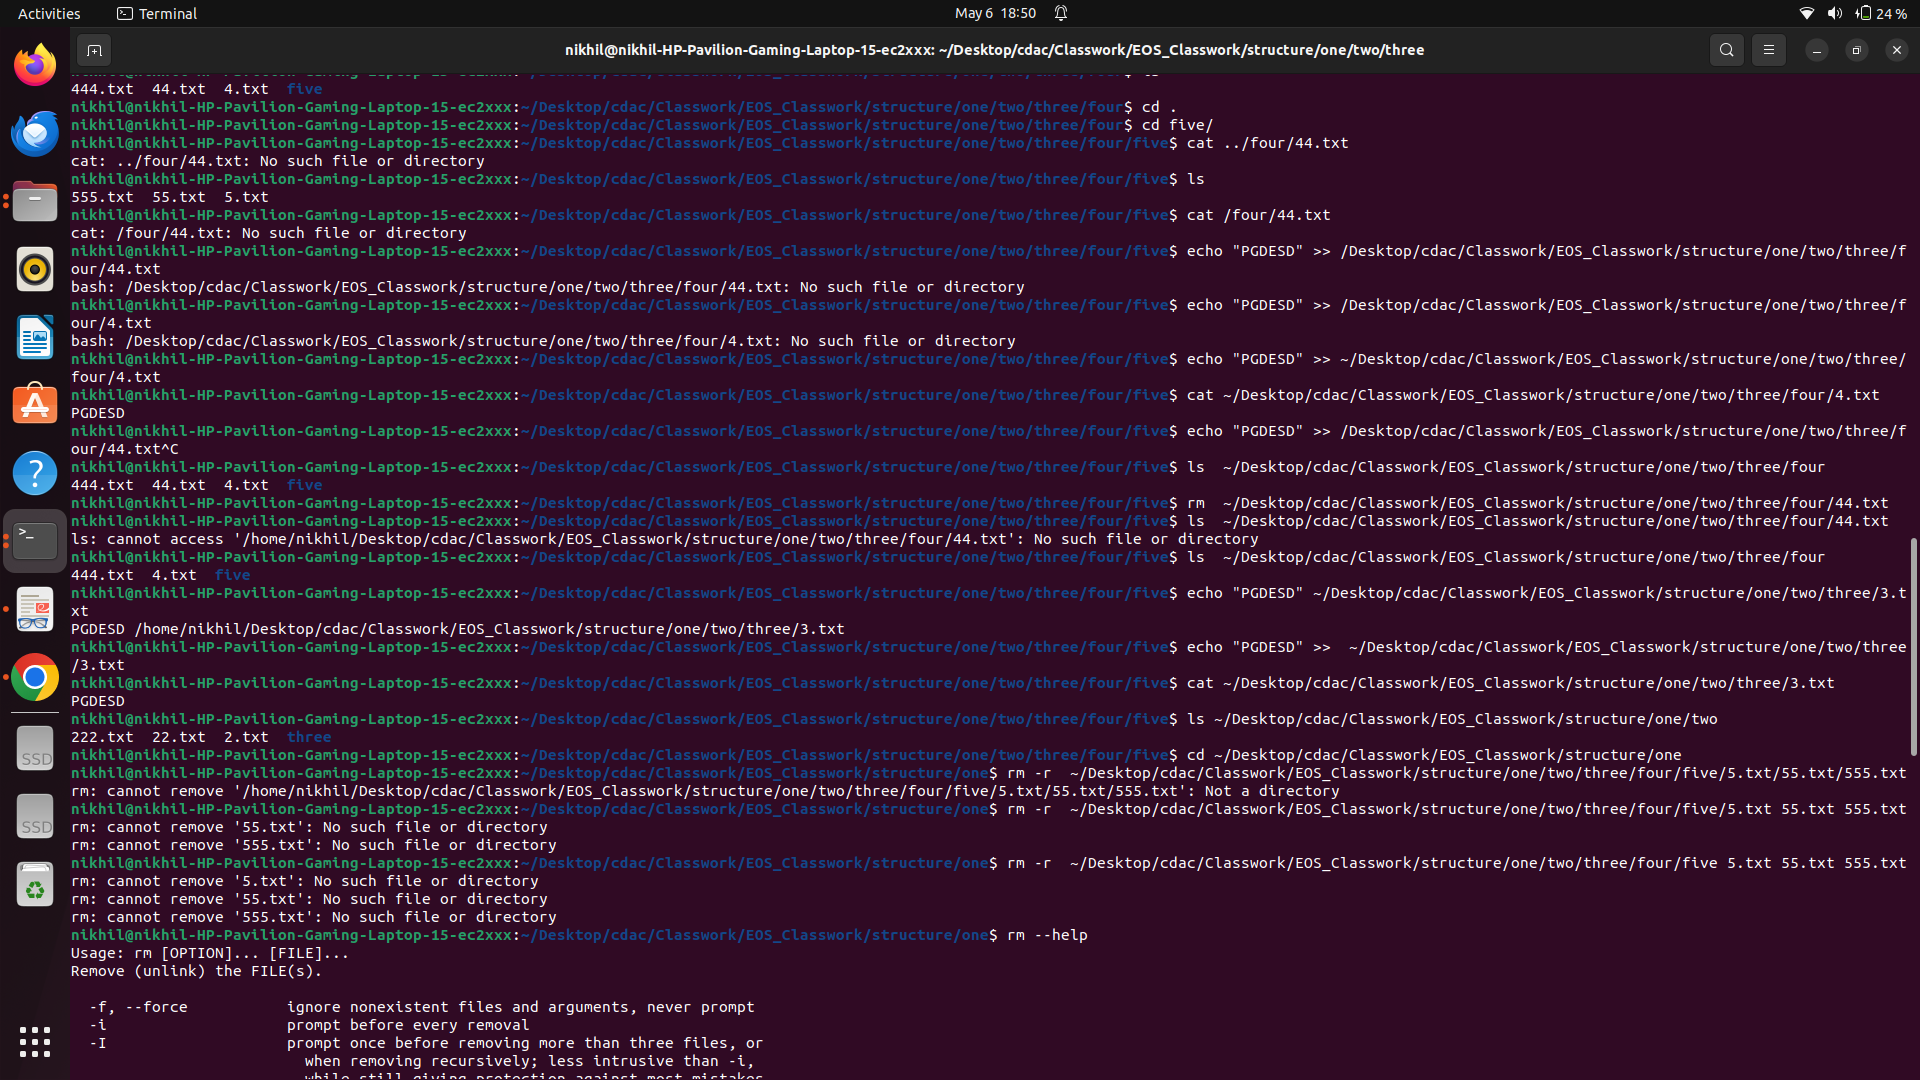 Activities
Terminal
May 6 18:50
24 %
nikhil@nikhil-HP-Pavilion-Gaming-Laptop-15-ec2xxx: ~/Desktop/cdac/Classwork/EOS_Classwork/structure/one/two/three
444.txt  44.txt  4.txt  five
nikhil@nikhil-HP-Pavilion-Gaming-Laptop-15-ec2xxx:~/Desktop/cdac/Classwork/EOS_Classwork/structure/one/two/three/four$ cd .
nikhil@nikhil-HP-Pavilion-Gaming-Laptop-15-ec2xxx:~/Desktop/cdac/Classwork/EOS_Classwork/structure/one/two/three/four$ cd five/
nikhil@nikhil-HP-Pavilion-Gaming-Laptop-15-ec2xxx:~/Desktop/cdac/Classwork/EOS_Classwork/structure/one/two/three/four/five$ cat ../four/44.txt
cat: ../four/44.txt: No such file or directory
nikhil@nikhil-HP-Pavilion-Gaming-Laptop-15-ec2xxx:~/Desktop/cdac/Classwork/EOS_Classwork/structure/one/two/three/four/five$ ls
555.txt  55.txt  5.txt
nikhil@nikhil-HP-Pavilion-Gaming-Laptop-15-ec2xxx:~/Desktop/cdac/Classwork/EOS_Classwork/structure/one/two/three/four/five$ cat /four/44.txt
cat: /four/44.txt: No such file or directory
nikhil@nikhil-HP-Pavilion-Gaming-Laptop-15-ec2xxx:~/Desktop/cdac/Classwork/EOS_Classwork/structure/one/two/three/four/five$ echo "PGDESD" >> /Desktop/cdac/Classwork/EOS_Classwork/structure/one/two/three/f
our/44.txt
bash: /Desktop/cdac/Classwork/EOS_Classwork/structure/one/two/three/four/44.txt: No such file or directory
nikhil@nikhil-HP-Pavilion-Gaming-Laptop-15-ec2xxx:~/Desktop/cdac/Classwork/EOS_Classwork/structure/one/two/three/four/five$ echo "PGDESD" >> /Desktop/cdac/Classwork/EOS_Classwork/structure/one/two/three/f
our/4.txt
bash: /Desktop/cdac/Classwork/EOS_Classwork/structure/one/two/three/four/4.txt: No such file or directory
nikhil@nikhil-HP-Pavilion-Gaming-Laptop-15-ec2xxx:~/Desktop/cdac/Classwork/EOS_Classwork/structure/one/two/three/four/five$ echo "PGDESD" >> ~/Desktop/cdac/Classwork/EOS_Classwork/structure/one/two/three/
four/4.txt
nikhil@nikhil-HP-Pavilion-Gaming-Laptop-15-ec2xxx:~/Desktop/cdac/Classwork/EOS_Classwork/structure/one/two/three/four/five$ cat ~/Desktop/cdac/Classwork/EOS_Classwork/structure/one/two/three/four/4.txt
PGDESD
nikhil@nikhil-HP-Pavilion-Gaming-Laptop-15-ec2xxx:~/Desktop/cdac/Classwork/EOS_Classwork/structure/one/two/three/four/five$ echo "PGDESD" >> /Desktop/cdac/Classwork/EOS_Classwork/structure/one/two/three/f
our/44.txt^C
nikhil@nikhil-HP-Pavilion-Gaming-Laptop-15-ec2xxx:~/Desktop/cdac/Classwork/EOS_Classwork/structure/one/two/three/four/five$ ls  ~/Desktop/cdac/Classwork/EOS_Classwork/structure/one/two/three/four
444.txt  44.txt  4.txt  five
nikhil@nikhil-HP-Pavilion-Gaming-Laptop-15-ec2xxx:~/Desktop/cdac/Classwork/EOS_Classwork/structure/one/two/three/four/five$ rm  ~/Desktop/cdac/Classwork/EOS_Classwork/structure/one/two/three/four/44.txt
nikhil@nikhil-HP-Pavilion-Gaming-Laptop-15-ec2xxx:~/Desktop/cdac/Classwork/EOS_Classwork/structure/one/two/three/four/five$ ls  ~/Desktop/cdac/Classwork/EOS_Classwork/structure/one/two/three/four/44.txt
ls: cannot access '/home/nikhil/Desktop/cdac/Classwork/EOS_Classwork/structure/one/two/three/four/44.txt': No such file or directory
nikhil@nikhil-HP-Pavilion-Gaming-Laptop-15-ec2xxx:~/Desktop/cdac/Classwork/EOS_Classwork/structure/one/two/three/four/five$ ls  ~/Desktop/cdac/Classwork/EOS_Classwork/structure/one/two/three/four
444.txt  4.txt  five
nikhil@nikhil-HP-Pavilion-Gaming-Laptop-15-ec2xxx:~/Desktop/cdac/Classwork/EOS_Classwork/structure/one/two/three/four/five$ echo "PGDESD" ~/Desktop/cdac/Classwork/EOS_Classwork/structure/one/two/three/3.t
xt
PGDESD /home/nikhil/Desktop/cdac/Classwork/EOS_Classwork/structure/one/two/three/3.txt
nikhil@nikhil-HP-Pavilion-Gaming-Laptop-15-ec2xxx:~/Desktop/cdac/Classwork/EOS_Classwork/structure/one/two/three/four/five$ echo "PGDESD" >>  ~/Desktop/cdac/Classwork/EOS_Classwork/structure/one/two/three
/3.txt
nikhil@nikhil-HP-Pavilion-Gaming-Laptop-15-ec2xxx:~/Desktop/cdac/Classwork/EOS_Classwork/structure/one/two/three/four/five$ cat ~/Desktop/cdac/Classwork/EOS_Classwork/structure/one/two/three/3.txt
PGDESD
nikhil@nikhil-HP-Pavilion-Gaming-Laptop-15-ec2xxx:~/Desktop/cdac/Classwork/EOS_Classwork/structure/one/two/three/four/five$ ls ~/Desktop/cdac/Classwork/EOS_Classwork/structure/one/two
222.txt  22.txt  2.txt  three
nikhil@nikhil-HP-Pavilion-Gaming-Laptop-15-ec2xxx:~/Desktop/cdac/Classwork/EOS_Classwork/structure/one/two/three/four/five$ cd ~/Desktop/cdac/Classwork/EOS_Classwork/structure/one
nikhil@nikhil-HP-Pavilion-Gaming-Laptop-15-ec2xxx:~/Desktop/cdac/Classwork/EOS_Classwork/structure/one$ rm -r  ~/Desktop/cdac/Classwork/EOS_Classwork/structure/one/two/three/four/five/5.txt/55.txt/555.txt
rm: cannot remove '/home/nikhil/Desktop/cdac/Classwork/EOS_Classwork/structure/one/two/three/four/five/5.txt/55.txt/555.txt': Not a directory
nikhil@nikhil-HP-Pavilion-Gaming-Laptop-15-ec2xxx:~/Desktop/cdac/Classwork/EOS_Classwork/structure/one$ rm -r  ~/Desktop/cdac/Classwork/EOS_Classwork/structure/one/two/three/four/five/5.txt 55.txt 555.txt
rm: cannot remove '55.txt': No such file or directory
rm: cannot remove '555.txt': No such file or directory
nikhil@nikhil-HP-Pavilion-Gaming-Laptop-15-ec2xxx:~/Desktop/cdac/Classwork/EOS_Classwork/structure/one$ rm -r  ~/Desktop/cdac/Classwork/EOS_Classwork/structure/one/two/three/four/five 5.txt 55.txt 555.txt
rm: cannot remove '5.txt': No such file or directory
rm: cannot remove '55.txt': No such file or directory
rm: cannot remove '555.txt': No such file or directory
nikhil@nikhil-HP-Pavilion-Gaming-Laptop-15-ec2xxx:~/Desktop/cdac/Classwork/EOS_Classwork/structure/one$ rm --help
Usage: rm [OPTION]... [FILE]...
Remove (unlink) the FILE(s).
-f, --force           ignore nonexistent files and arguments, never prompt
-i                    prompt before every removal
-I                    prompt once before removing more than three files, or
when removing recursively; less intrusive than -i,
while still giving protection against most mistakes
SSD
SSD